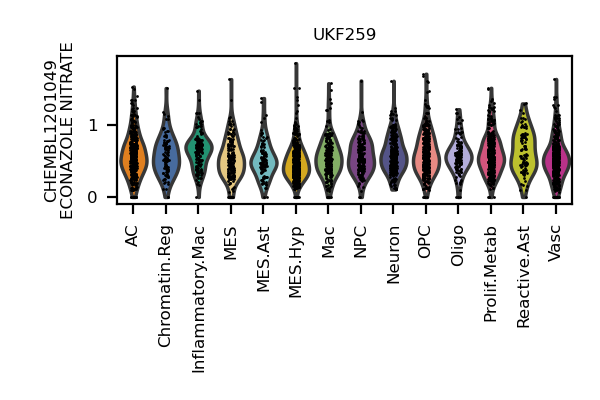 UKF259
CHEMBL1201049
ECONAZOLE NITRATE
1
0
AC
Chromatin.Reg
Inflammatory.Mac
MES
MES.Ast
MES.Hyp
Mac
NPC
Neuron
OPC
Oligo
Prolif.Metab
Reactive.Ast
Vasc